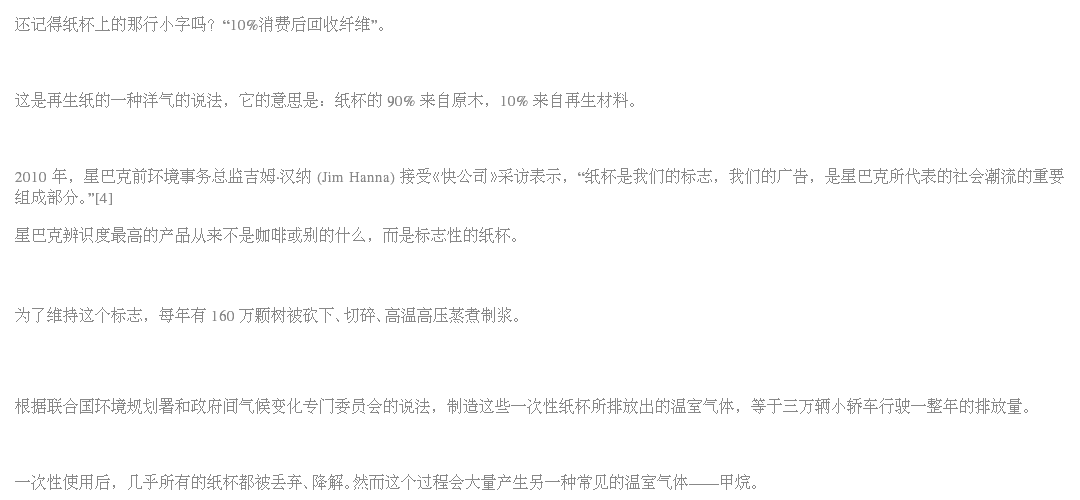 还记得纸杯上的那行小字吗？“10%消费后回收纤维”。
这是再生纸的一种洋气的说法，它的意思是：纸杯的 90% 来自原木，10% 来自再生材料。
2010 年，星巴克前环境事务总监吉姆·汉纳 (Jim Hanna) 接受《快公司》采访表示，“纸杯是我们的标志，我们的广告，是星巴克所代表的社会潮流的重要
组成部分。”[4]
星巴克辨识度最高的产品从来不是咖啡或别的什么，而是标志性的纸杯。
为了维持这个标志，每年有 160 万颗树被砍下、切碎、高温高压蒸煮制浆。
根据联合国环境规划署和政府间气候变化专门委员会的说法，制造这些一次性纸杯所排放出的温室气体，等于三万辆小轿车行驶一整年的排放量。
一次性使用后，几乎所有的纸杯都被丢弃、降解。然而这个过程会大量产生另一种常见的温室气体——甲烷。